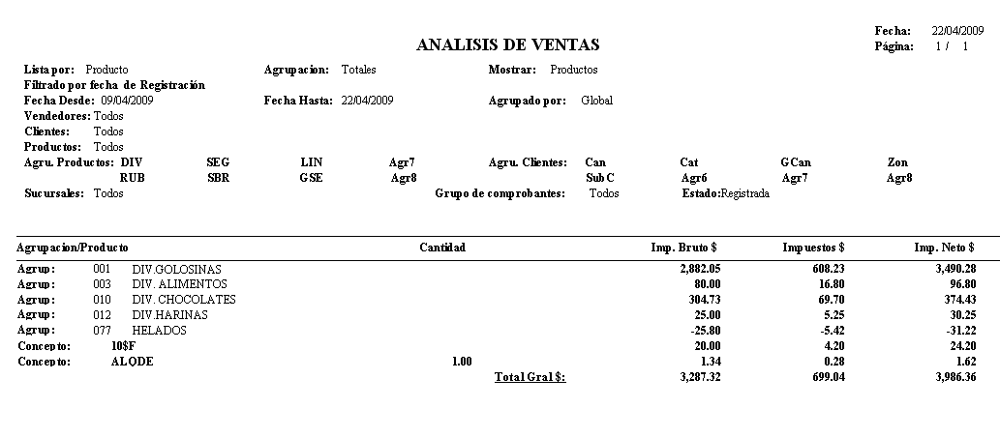 Fecha: 22/04/2009
ANALISIS DE VENTAS
Página: 1 / 1
Lista por: Producto Agrupacion: Totales Mostrar: Productos
Filtrado por fecha de Registración
Fecha Desde: 09/04/2009 Fecha Hasta: 22/04/2009 Agrupado por: Global
Vendedores: Todos
Clientes: Todos
Productos: Todos
Agru. Productos: DIV SEG LIN Agr7 Agru. Clientes: Can Cat GCan Zon
RUB SBR GSE Agr8 SubC Agr6 Agr7 Agr8
Sucursales: Todos Grupo de comprobantes: Todos Estado:Registrada
Agrupacion/Producto Cantidad Imp. Bruto $ Impuestos $ Imp. Neto $
Agrup: 001 DIV.GOLOSINAS 2,882.05 608.23 3,490.28
Agrup: 003 DIV. ALIMENTOS 80.00 16.80 96.80
Agrup: 010 DIV. CHOCOLATES 304.73 69.70 374.43
Agrup: 012 DIV.HARINAS 25.00 5.25 30.25
Agrup: 077 HELADOS -25.80 -5.42 -31.22
Concepto: 10$F 20.00 4.20 24.20
Concepto: ALQDE 1.00 1.34 0.28 1.62
Total Gral $: 3,287.32 699.04 3,986.36